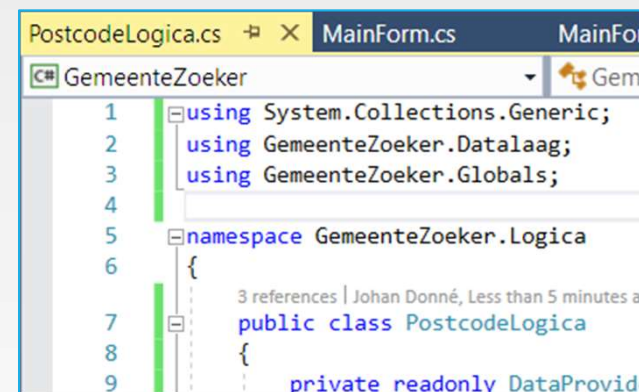 PostcodeLogica.cs MainForm.cs
C# GemeenteZoeker
1 using System.Collections.Generic;
2 using GemeenteZoeker.Datalaag;
3 using GemeenteZoeker.Globals;
4
5 namespace GemeenteZoeker.Logica
6 {
3 references | Johan Donné, Less than 5 minutes
7 public class PostcodeLogica
8 {
9 private readonly